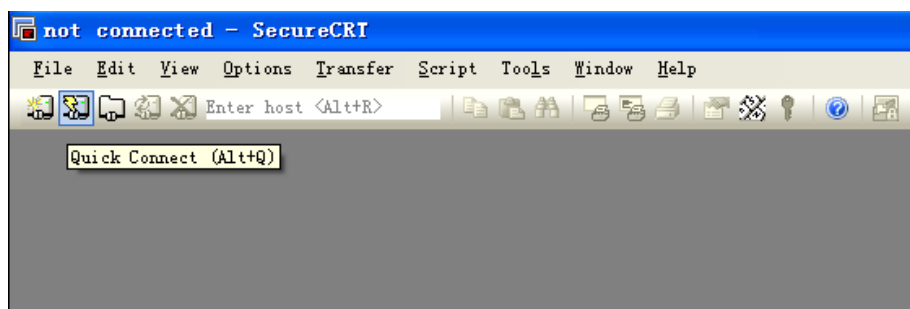 not connected - SecureCRT
File Edit View Options Transfer Script Tools Window Help
Enter host <Alt+R>
Quick Connect (Alt+Q)